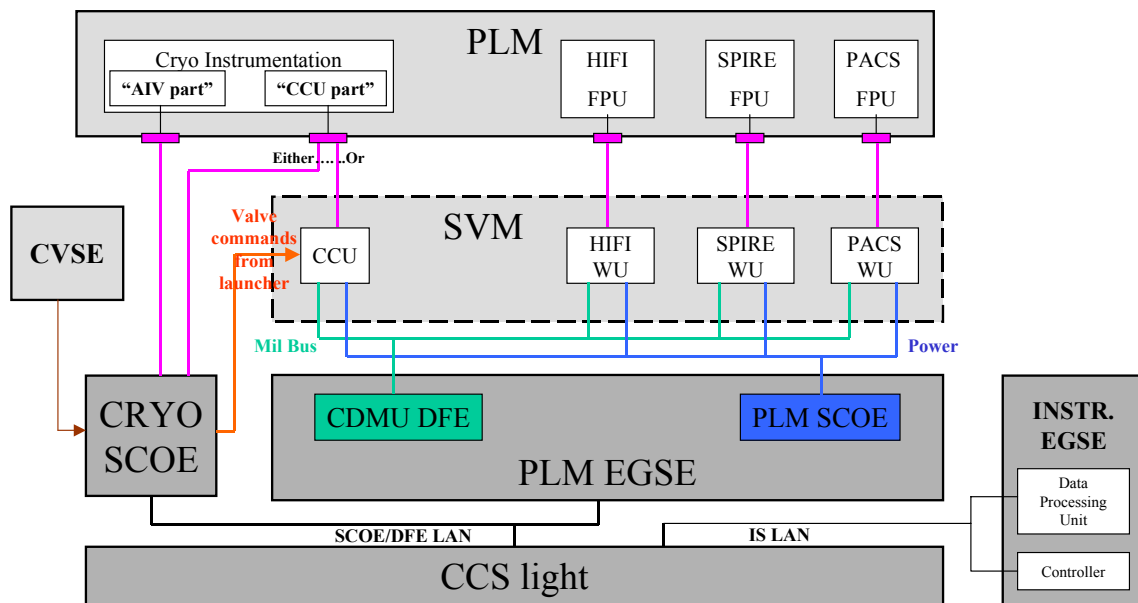 PLM
Cryo Instrumentation
“AIV part”
“CCU part”
HIFI
FPU
SPIRE
FPU
PACS
FPU
Either…...Or
CVSE
Valve
commands
from
launcher
SVM
CCU
HIFI
WU
SPIRE
WU
PACS
WU
Mil Bus
Power
CRYO
SCOE
CDMU DFE
PLM SCOE
PLM EGSE
INSTR.
EGSE
Data
Processing
Unit
Controller
SCOE/DFE LAN
IS LAN
CCS light